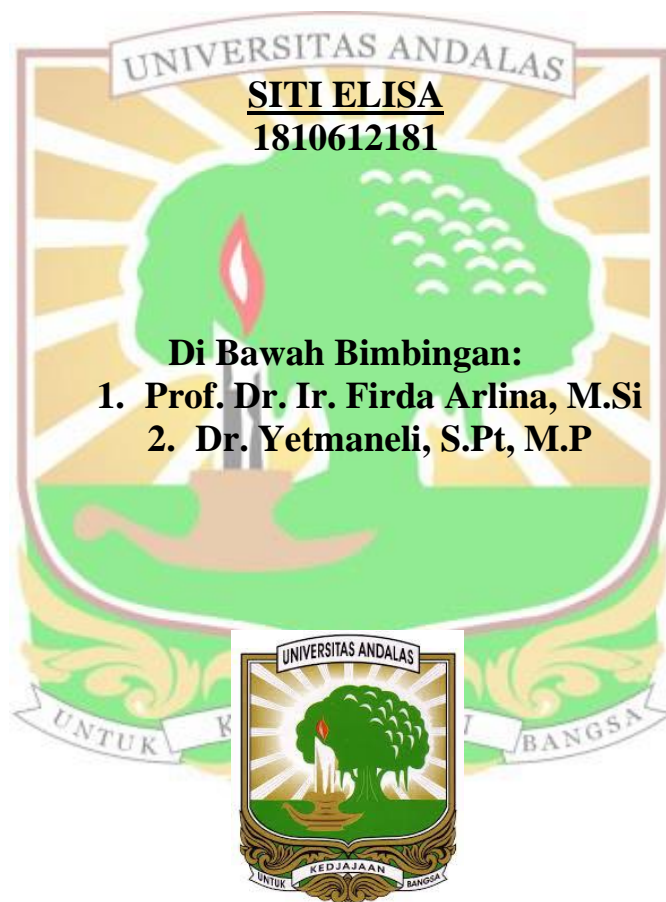 UNIVERSITAS ANDALAS
SITI ELISA
1810612181
Di Bawah Bimbingan:
1. Prof. Dr. Ir. Firda Arlina, M.Si
2. Dr. Yetmaneli, S.Pt, M.P
UNIVERSITAS ANDALAS
UNTUK BANGSA
UNTUK KEDJAJAAN BANGSA